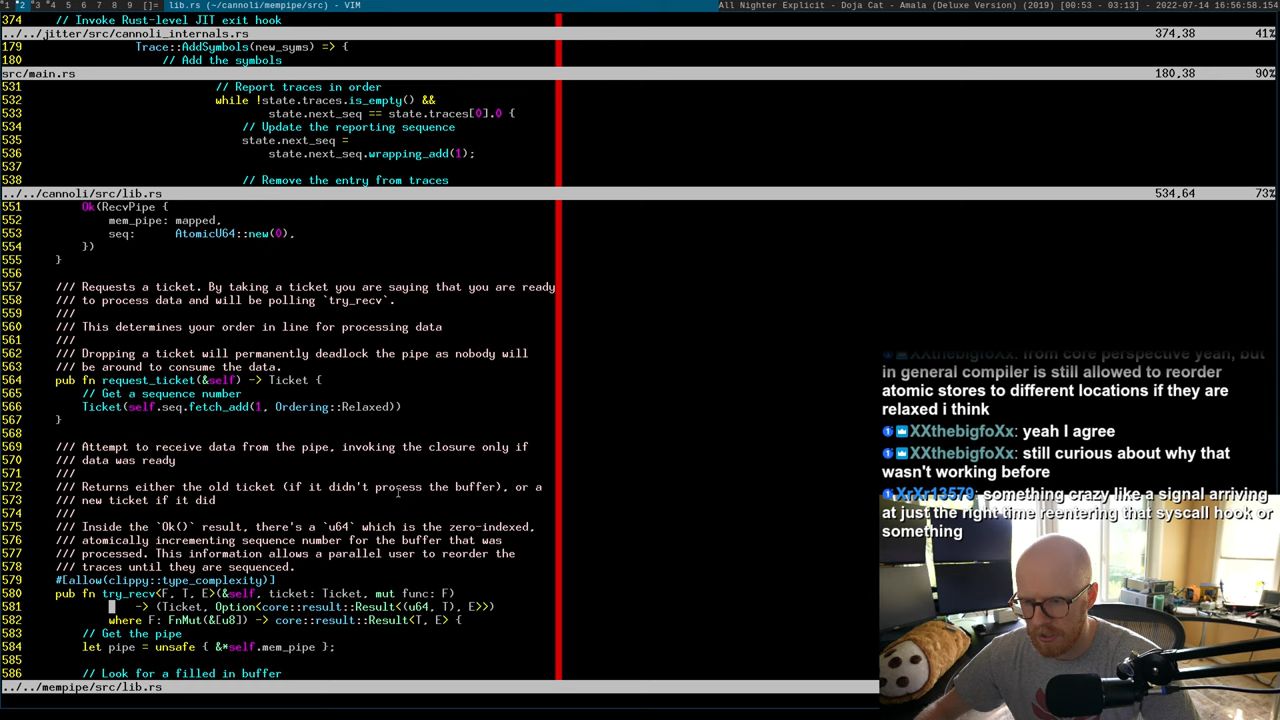 1 2 3 4 5 6 7 8 9 []= lib.rs (~/cannoli/mempipe/src) - VIM
All Nighter Explicit - Doja Cat - Amala (Deluxe Version) (2019) [00:53 - 03:13] - 2022-07-14 16:56:58.154
374     // Invoke Rust-level JIT exit hook
../../jitter/src/cannoli_internals.rs 374,38 41%
179                 Trace::AddSymbols(new_syms) => {
180                     // Add the symbols
src/main.rs 180,38 90%
531                             // Report traces in order
532                             while !state.traces.is_empty() &&
533                                     state.next_seq == state.traces[0].0 {
534                                 // Update the reporting sequence
535                                 state.next_seq =
536                                     state.next_seq.wrapping_add(1);
537
538                                 // Remove the entry from traces
../../cannoli/src/lib.rs 534,64 73%
551         Ok(RecvPipe {
552             mem_pipe: mapped,
553             seq:      AtomicU64::new(0),
554         })
555     }
556
557     /// Requests a ticket. By taking a ticket you are saying that you are ready
558     /// to process data and will be polling `try_recv`.
559     ///
560     /// This determines your order in line for processing data
561     ///
562     /// Dropping a ticket will permanently deadlock the pipe as nobody will
563     /// be around to consume the data.
564     pub fn request_ticket(&self) -> Ticket {
565         // Get a sequence number
566         Ticket(self.seq.fetch_add(1, Ordering::Relaxed))
567     }
568
569     /// Attempt to receive data from the pipe, invoking the closure only if
570     /// data was ready
571     ///
572     /// Returns either the old ticket (if it didn't process the buffer), or a
573     /// new ticket if it did
574     ///
575     /// Inside the `Ok()` result, there's a `u64` which is the zero-indexed,
576     /// atomically incrementing sequence number for the buffer that was
577     /// processed. This information allows a parallel user to reorder the
578     /// traces until they are sequenced.
579     #[allow(clippy::type_complexity)]
580     pub fn try_recv<F, T, E>(&self, ticket: Ticket, mut func: F)
581                 -> (Ticket, Option<core::result::Result<(u64, T), E>>)
582             where F: FnMut(&[u8]) -> core::result::Result<T, E> {
583         // Get the pipe
584         let pipe = unsafe { &*self.mem_pipe };
585
586         // Look for a filled in buffer
../../mempipe/src/lib.rs
XXthebigfoXx: from core perspective yeah, but
in general compiler is still allowed to reorder
atomic stores to different locations if they are
relaxed i think
XXthebigfoXx: yeah I agree
XXthebigfoXx: still curious about why that
wasn't working before
XrXr13579: something crazy like a signal arriving
at just the right time reentering that syscall hook or
something